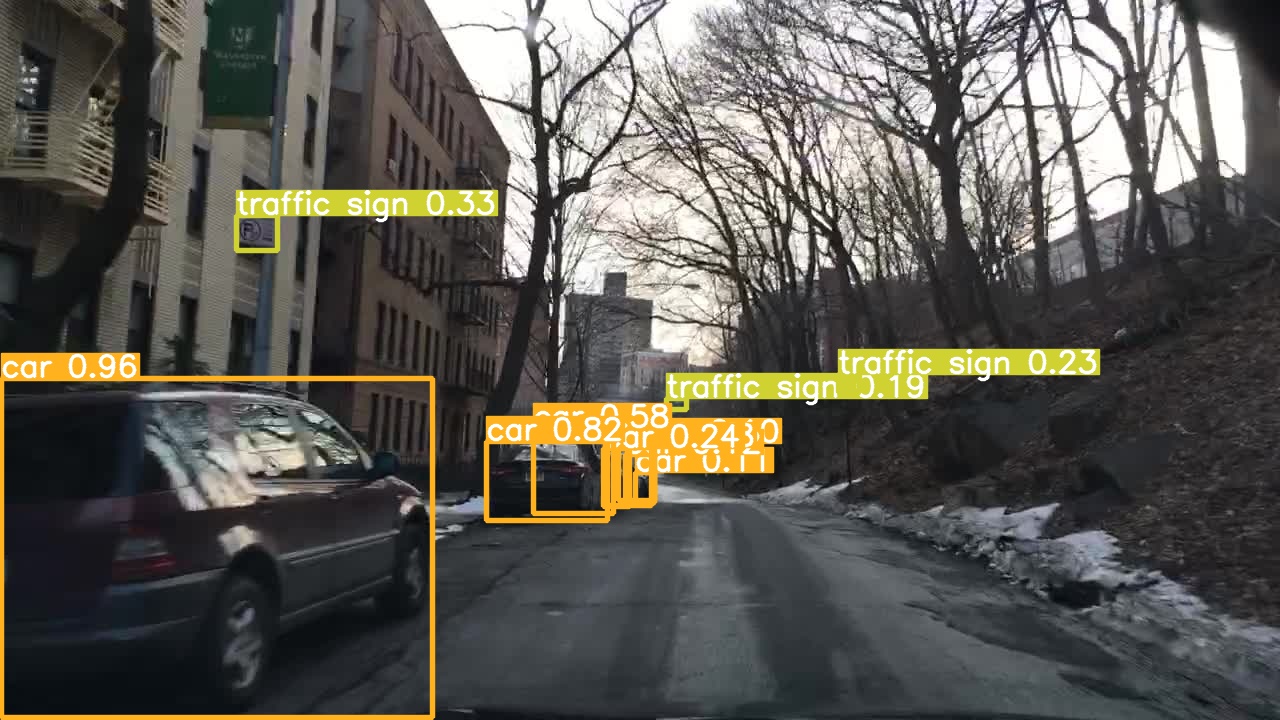 traffic sign 0.33
car 0.96
traffic sign 0.23
traffic sign 0.19
car 0.58
car 0.82
car 0.24
car 0.11